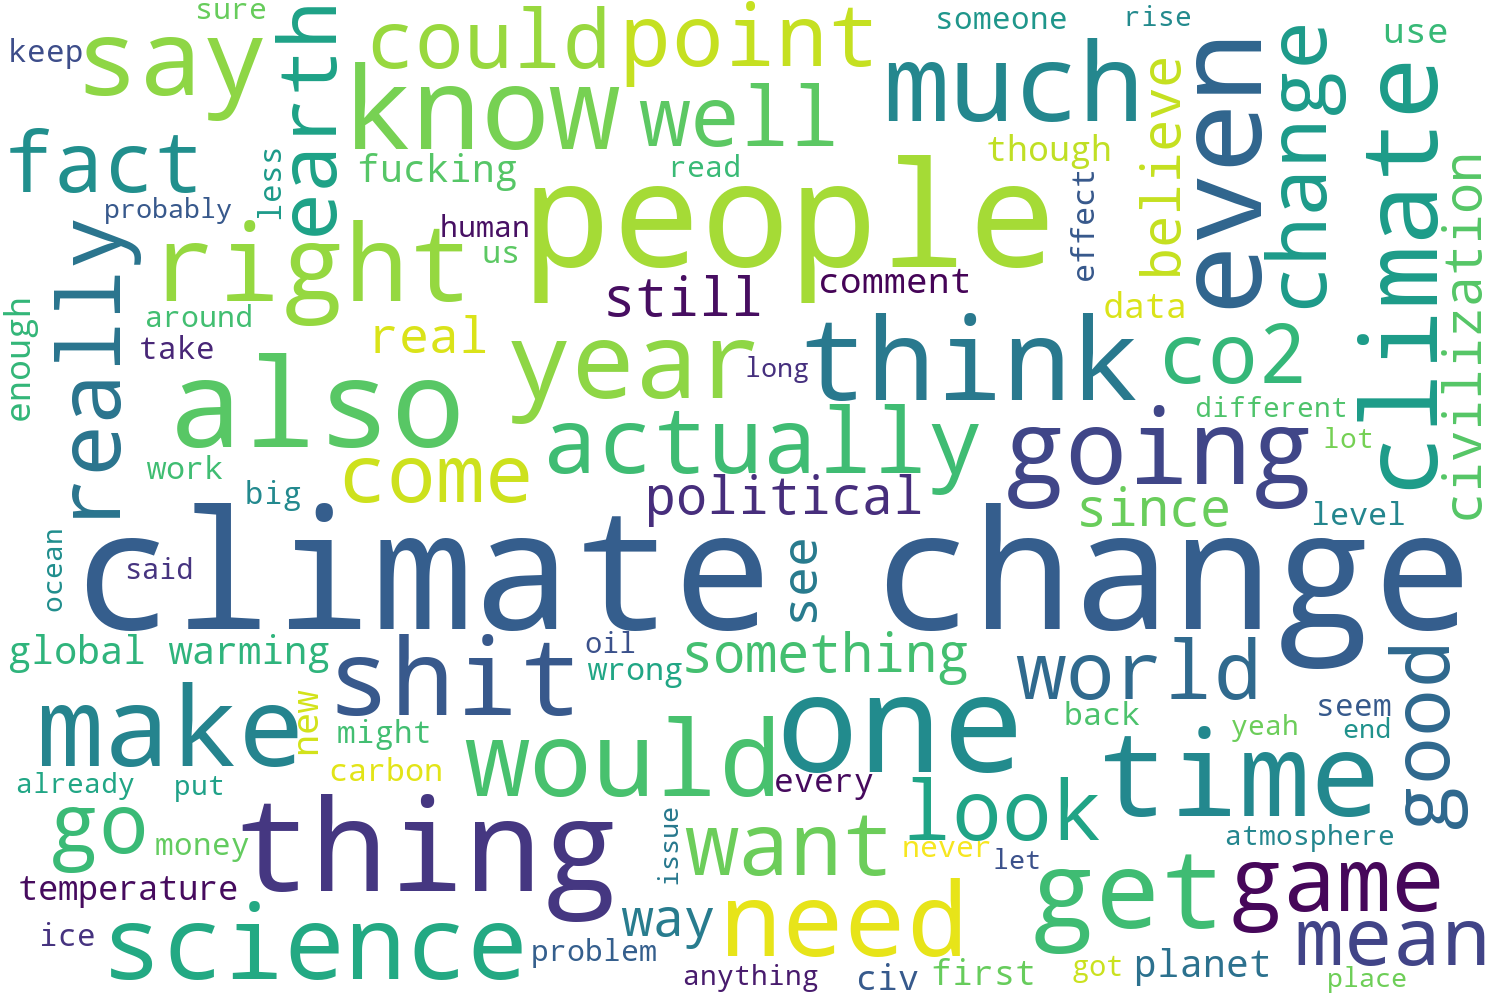 sure
someone
rise
keep
say
earth
could
point
use
know
much
even
change
climate
well
believe
fact
fucking
read
though
less
effect
civilization
probably
people
right
human
us
really
still
comment
data
enough
around
take
real
year
long
think
co2
also
actually
different
lot
going
work
come
big
political
since
level
climate change
see
ocean
said
global warming
shit
oil
wrong
something
world
good
make
new
might
would
one
back
time
yeah
seem
end
already
put
carbon
every
go
money
thing
issue
want
look
never
let
atmosphere
temperature
get
game
ice
science
problem
way
need
mean
anything
civ
first
got
planet
place